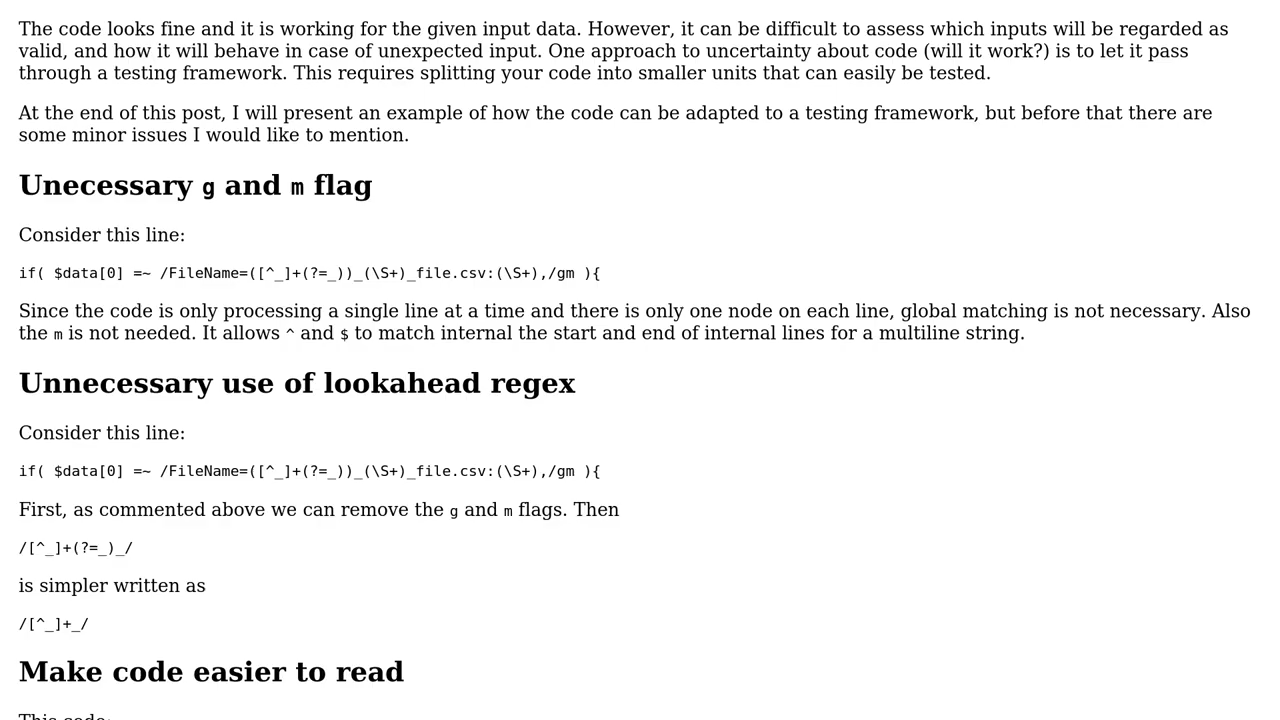 The code looks fine and it is working for the given input data. However, it can be difficult to assess which inputs will be regarded as
valid, and how it will behave in case of unexpected input. One approach to uncertainty about code (will it work?) is to let it pass
through a testing framework. This requires splitting your code into smaller units that can easily be tested.
At the end of this post, I will present an example of how the code can be adapted to a testing framework, but before that there are
some minor issues I would like to mention.
Unecessary g and m flag
Consider this line:
if( $data[0] =~ /FileName=([^_]+(?=_))_(\S+)_file.csv:(\S+),/gm ){
Since the code is only processing a single line at a time and there is only one node on each line, global matching is not necessary. Also
the m is not needed. It allows ^ and $ to match internal the start and end of internal lines for a multiline string.
Unnecessary use of lookahead regex
Consider this line:
if( $data[0] =~ /FileName=([^_]+(?=_))_(\S+)_file.csv:(\S+),/gm ){
First, as commented above we can remove the g and m flags. Then
/[^_]+(?=_)_/
is simpler written as
/[^_]+_/
Make code easier to read
This code: